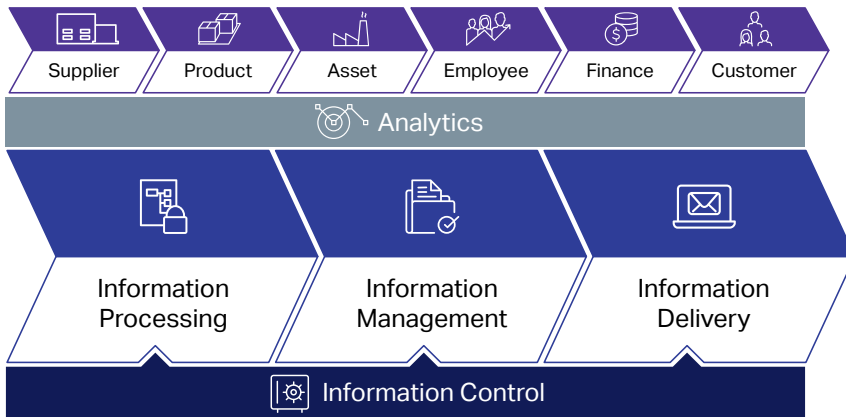 Supplier
Product
Asset
Employee
Finance
Customer
Analytics
Information
Processing
Information
Management
Information
Delivery
Information Control